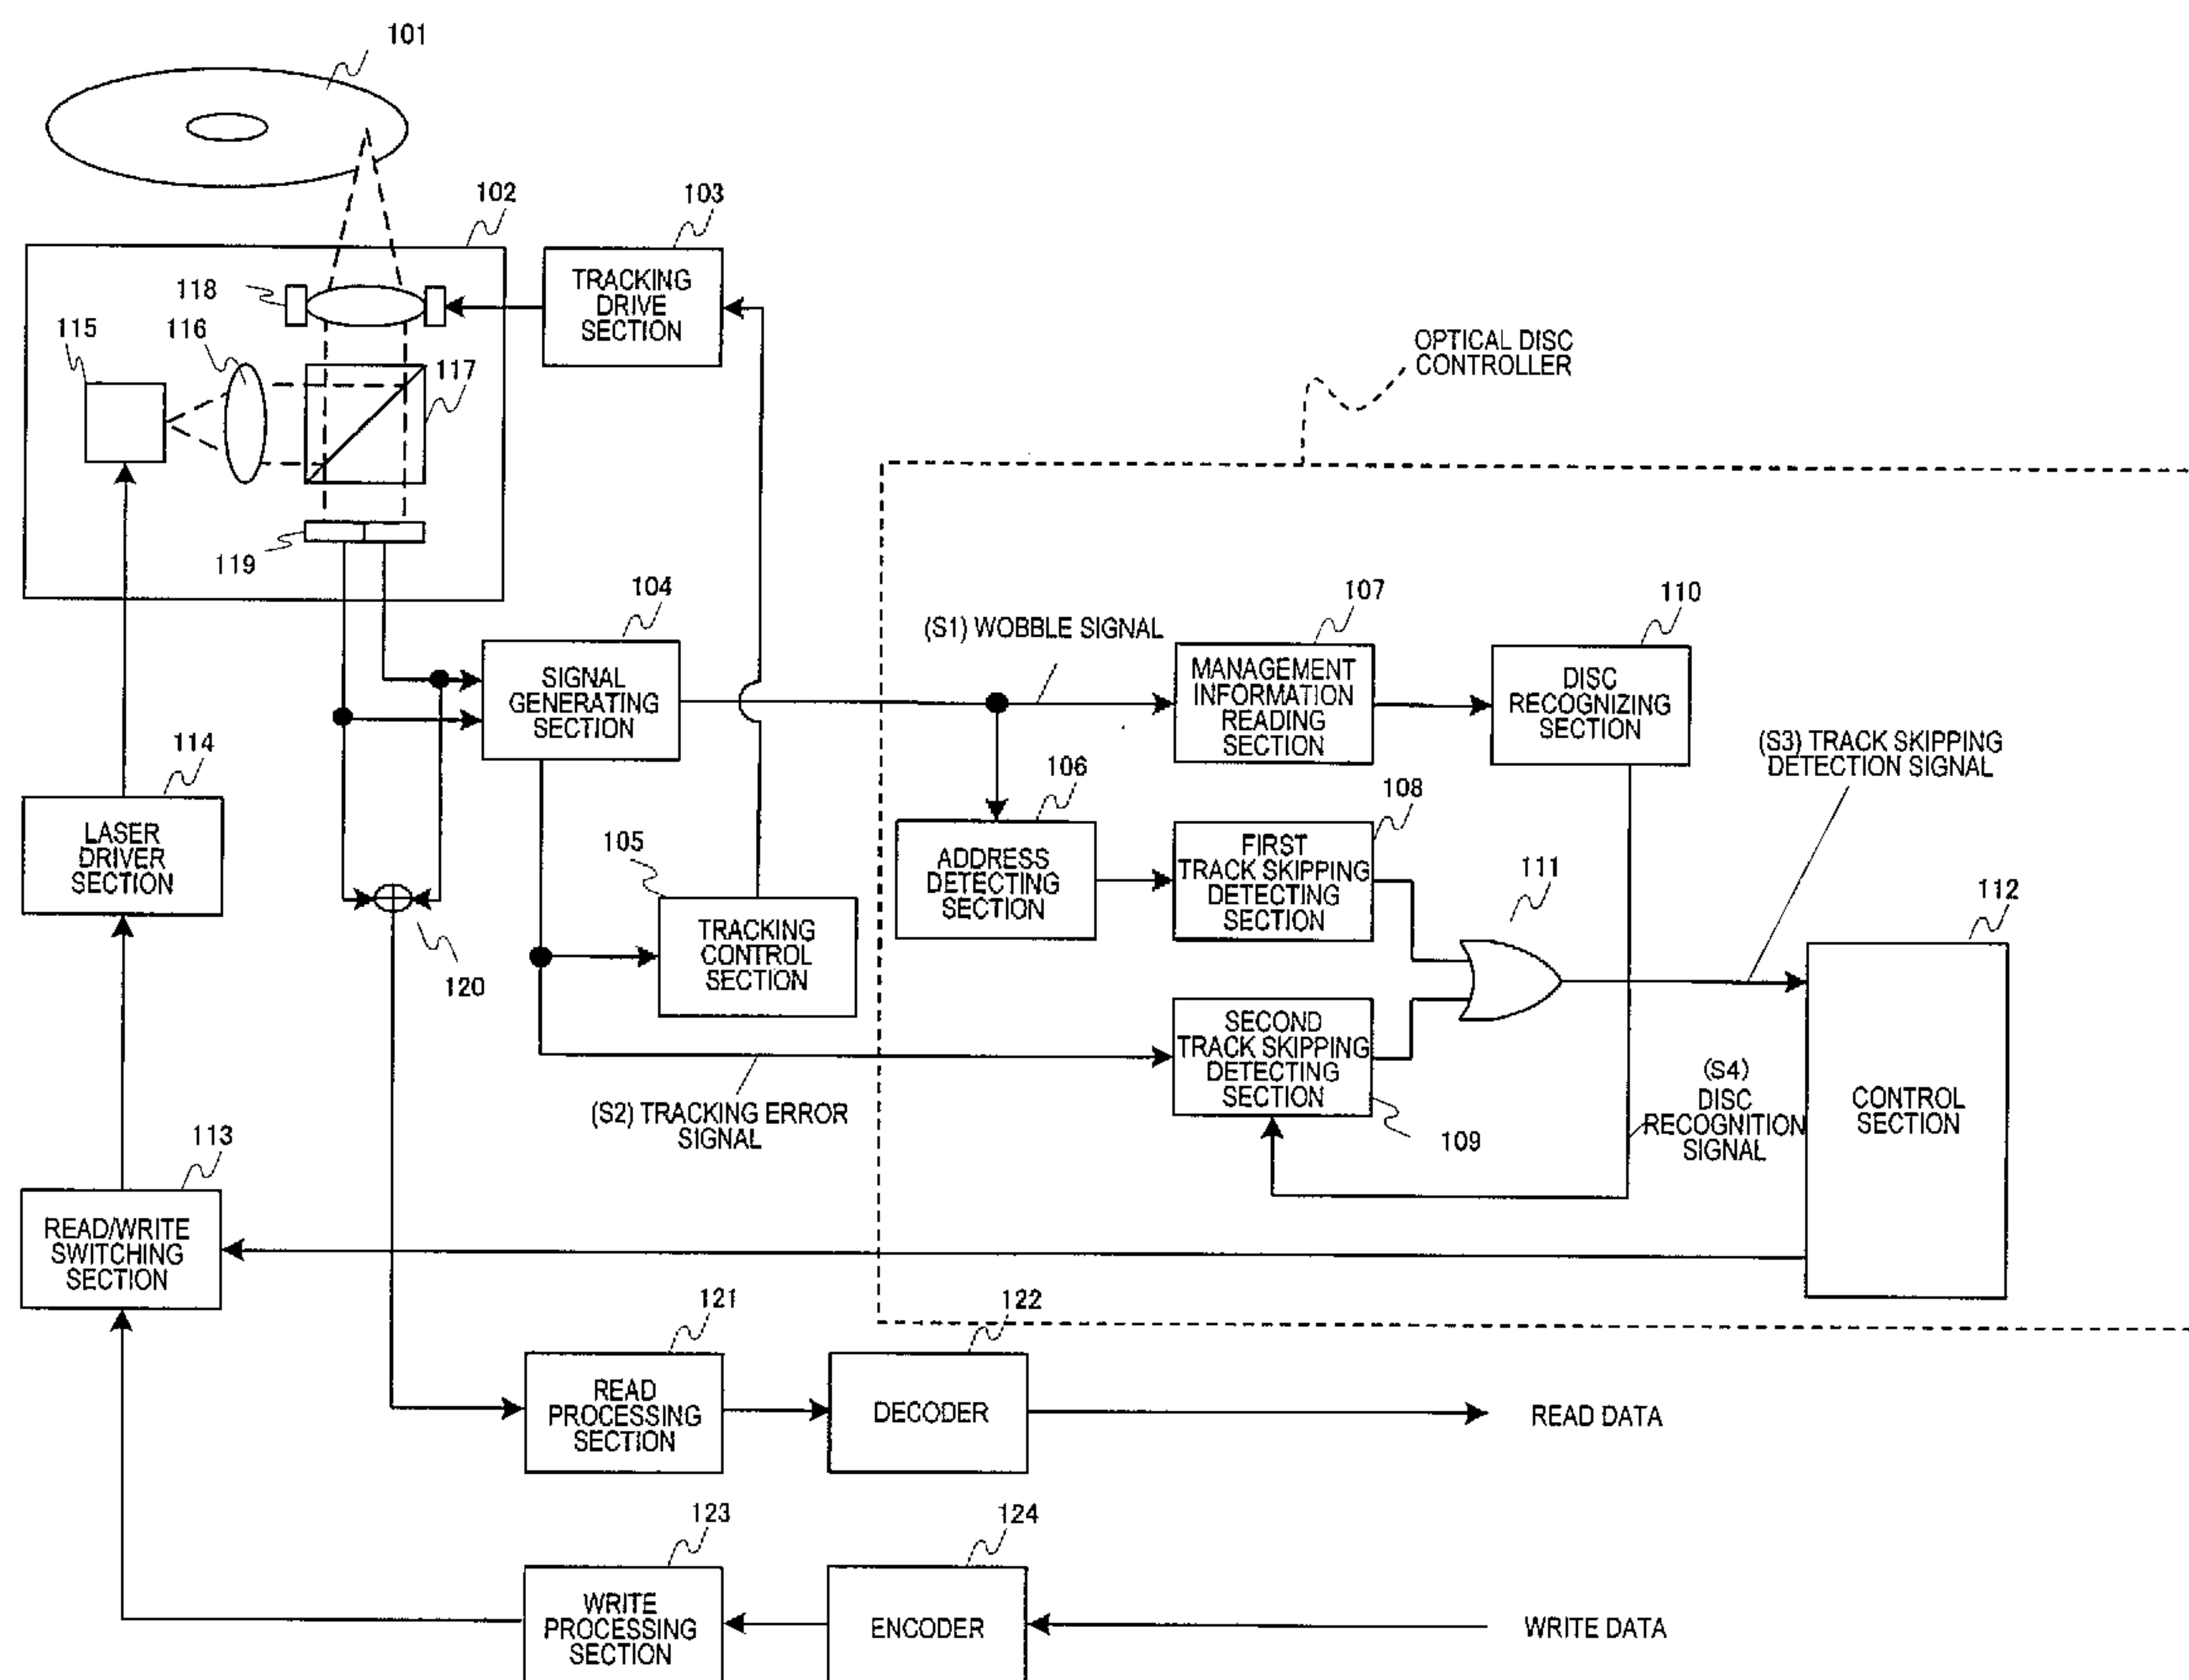 101
102
103
TRACKING
DRIVE
SECTION
118
115
116
117
119
OPTICAL DISC
CONTROLLER
104
SIGNAL
GENERATING
SECTION
(S1) WOBBLE SIGNAL
107
MANAGEMENT
INFORMATION
READING
SECTION
110
DISC
RECOGNIZING
SECTION
(S3) TRACK SKIPPING
DETECTION SIGNAL
114
LASER
DRIVER
SECTION
106
ADDRESS
DETECTING
SECTION
108
FIRST
TRACK SKIPPING
DETECTING
SECTION
111
112
CONTROL
SECTION
105
TRACKING
CONTROL
SECTION
120
SECOND
TRACK SKIPPING
DETECTING
SECTION
109
(S2) TRACKING ERROR
SIGNAL
(S4)
DISC
RECOGNITION
SIGNAL
113
READ/WRITE
SWITCHING
SECTION
121
READ
PROCESSING
SECTION
122
DECODER
READ DATA
123
WRITE
PROCESSING
SECTION
124
ENCODER
WRITE DATA